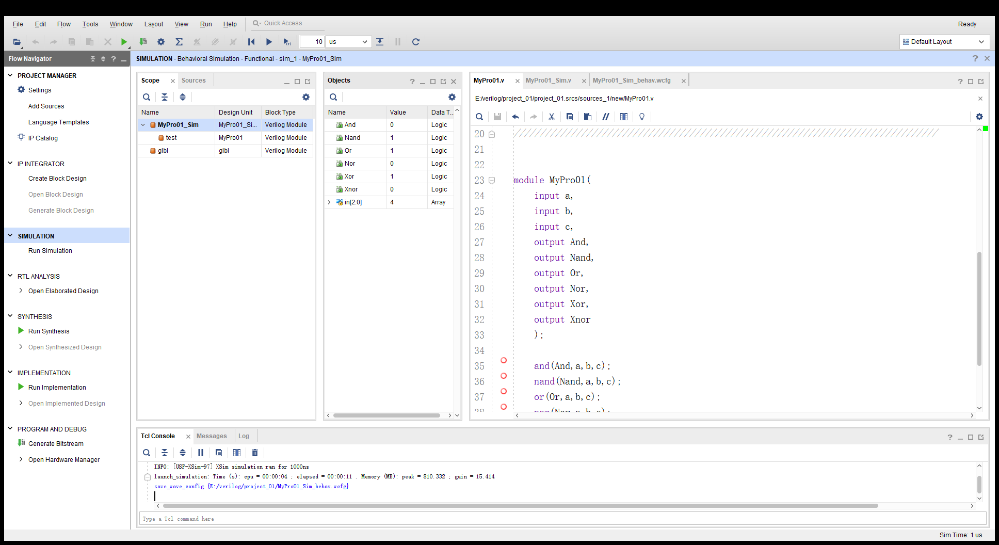 File Edit Flow Tools Window Layout View Run Help Quick Access Ready
10 us Default Layout
Flow Navigator
SIMULATION - Behavioral Simulation - Functional - sim_1 - MyPro01_Sim
PROJECT MANAGER
Settings
Add Sources
Language Templates
IP Catalog
IP INTEGRATOR
Create Block Design
Open Block Design
Generate Block Design
SIMULATION
Run Simulation
RTL ANALYSIS
Open Elaborated Design
SYNTHESIS
Run Synthesis
Open Synthesized Design
IMPLEMENTATION
Run Implementation
Open Implemented Design
PROGRAM AND DEBUG
Generate Bitstream
Open Hardware Manager
Scope Sources
Name Design Unit Block Type
MyPro01_Sim MyPro01_Si... Verilog Module
test MyPro01 Verilog Module
glbl glbl Verilog Module
Objects
Name Value Data T...
And 0 Logic
Nand 1 Logic
Or 1 Logic
Nor 0 Logic
Xor 1 Logic
Xnor 0 Logic
in[2:0] 4 Array
MyPro01.v MyPro01_Sim.v MyPro01_Sim_behav.wcfg
E:/verilog/project_01/project_01.srcs/sources_1/new/MyPro01.v
20 //////////////////////////////////////////////////////////////////////////////////
21
22
23 module MyPro01(
24 input a,
25 input b,
26 input c,
27 output And,
28 output Nand,
29 output Or,
30 output Nor,
31 output Xor,
32 output Xnor
33 );
34
35 and(And,a,b,c);
36 nand(Nand,a,b,c);
37 or(Or,a,b,c);
38 nor(Nor,a,b,c);
Tcl Console Messages Log
INFO: [USF-XSim-97] XSim simulation ran for 1000ns
launch_simulation: Time (s): cpu = 00:00:04 ; elapsed = 00:00:11 . Memory (MB): peak = 810.332 ; gain = 15.414
save_wave_config {E:/verilog/project_01/MyPro01_Sim_behav.wcfg}
Type a Tcl command here
Sim Time: 1 us